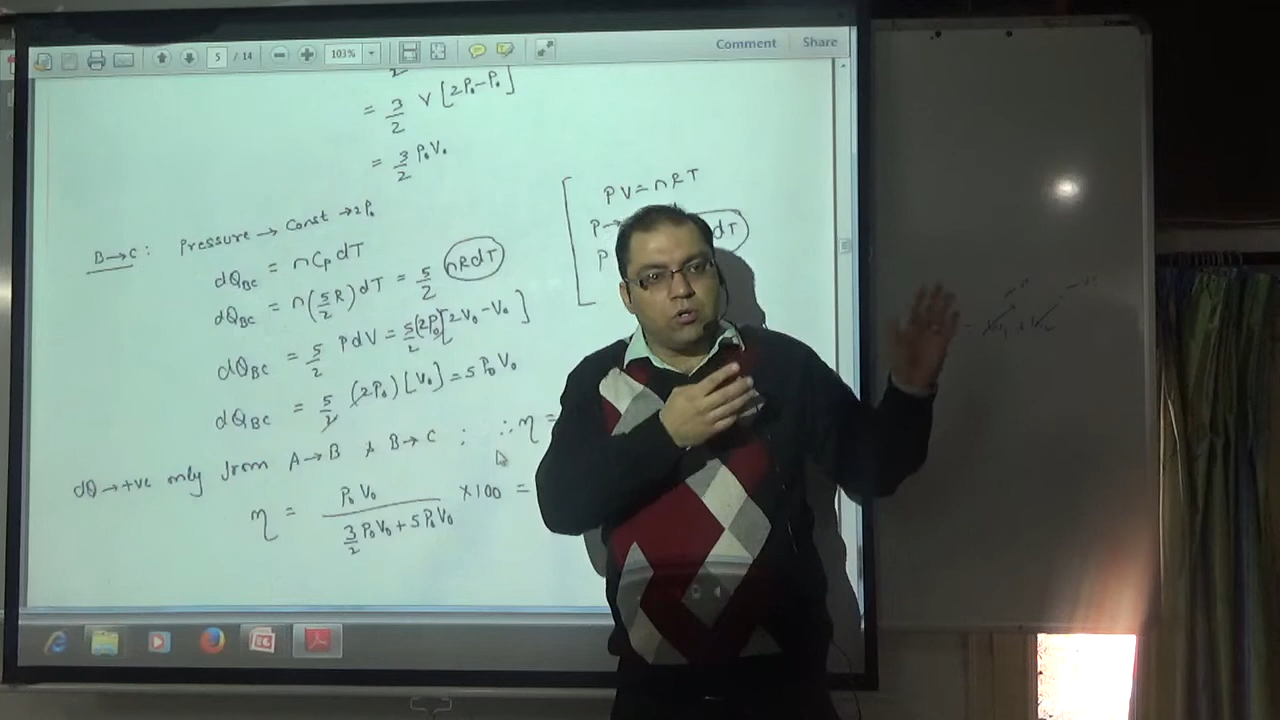 5 / 14
103%
Comment
Share
2
= 3/2 V [2P₀-P₀]
= 3/2 P₀V₀
B→C: Pressure → Const → 2P₀
PV=nRT
dQBC = nCpdT
P→
dT)
dQBC = n(5/2 R)dT = 5/2 nRdT
P
dQBC = 5/2 PdV = 5/2(2P₀)[2V₀-V₀]
dQBC = 5/2 (2P₀)[V₀] = 5P₀V₀
dQ→+ve only from A→B & B→C ; ∴η =
η = P₀V₀ / (3/2 P₀V₀ + 5P₀V₀) ×100 =